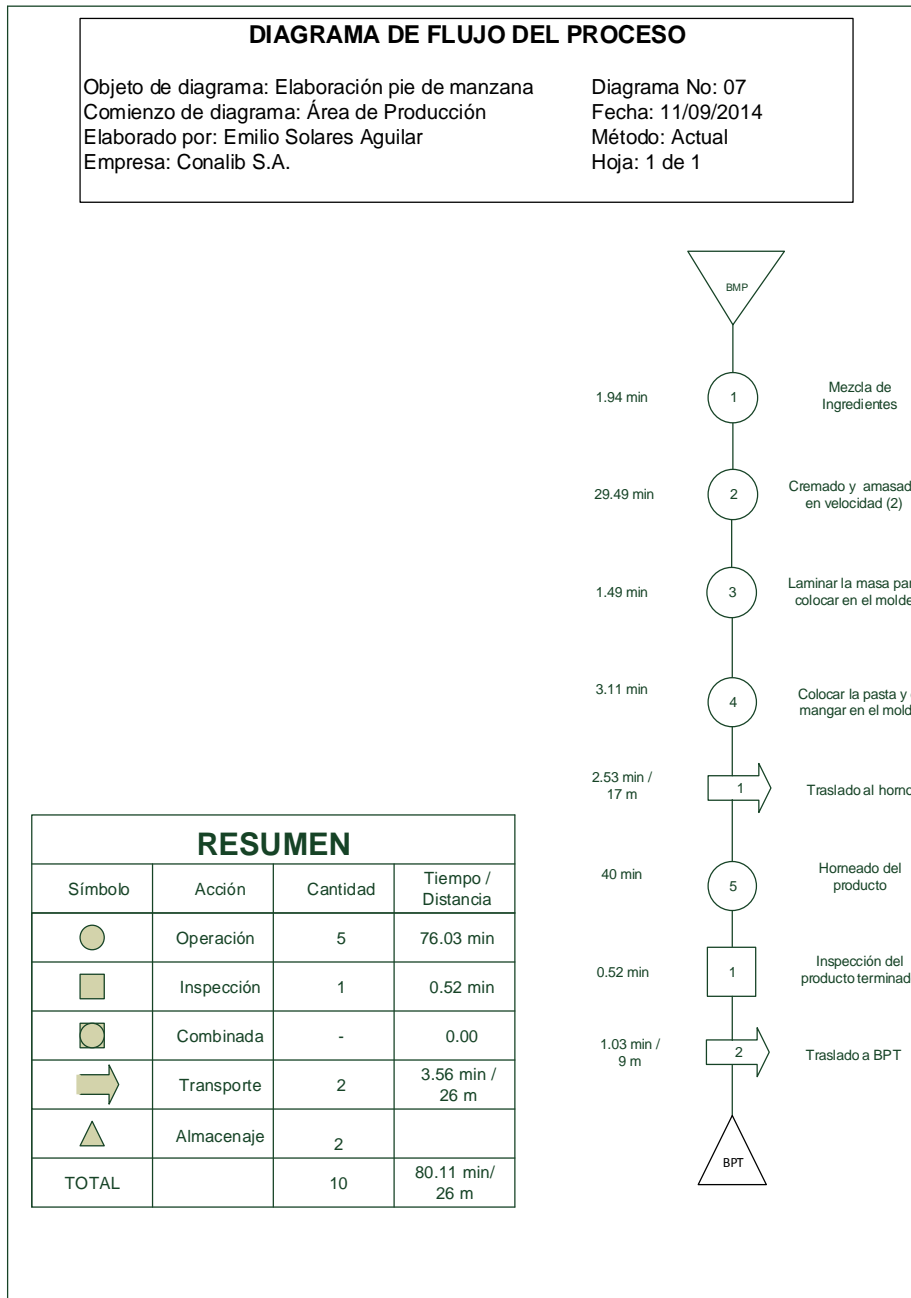 DIAGRAMA DE FLUJO DEL PROCESO
Objeto de diagrama: Elaboración pie de manzana
Diagrama No: 07
Comienzo de diagrama: Área de Producción
Fecha: 11/09/2014
Elaborado por: Emilio Solares Aguilar
Método: Actual
Empresa: Conalib S.A.
Hoja: 1 de 1
BMP
1.94 min
1
Mezcla de
Ingredientes
29.49 min
2
Cremado y amasad
en velocidad (2)
1.49 min
3
Laminar la masa par
colocar en el molde
3.11 min
4
Colocar la pasta y
mangar en el mold
2.53 min /
17 m
1
Traslado al horno
40 min
5
Horneado del
producto
0.52 min
1
Inspección del
producto terminad
1.03 min /
9 m
2
Traslado a BPT
BPT
RESUMEN
Símbolo
Acción
Cantidad
Tiempo /
Distancia
Operación
5
76.03 min
Inspección
1
0.52 min
Combinada
-
0.00
Transporte
2
3.56 min /
26 m
Almacenaje
2
TOTAL
10
80.11 min/
26 m